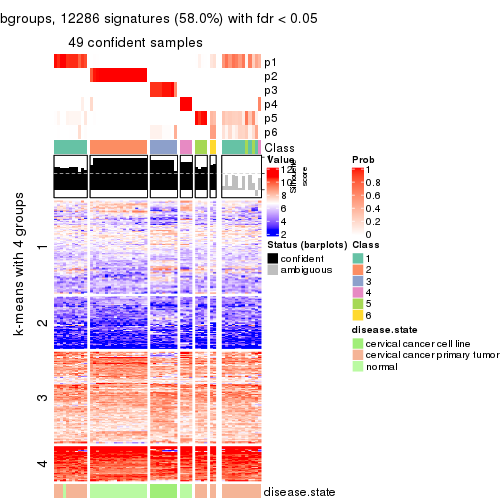 bgroups, 12286 signatures (58.0%) with fdr < 0.05
49 confident samples
p1
p2
p3
p4
p5
p6
Class
Silhouette
score
disease.state
k-means with 4 groups
1
2
3
4
Value
12
10
8
6
4
2
Status (barplots)
confident
ambiguous
Prob
1
0.8
0.6
0.4
0.2
0
Class
1
2
3
4
5
6
disease.state
cervical cancer cell line
cervical cancer primary tumor
normal